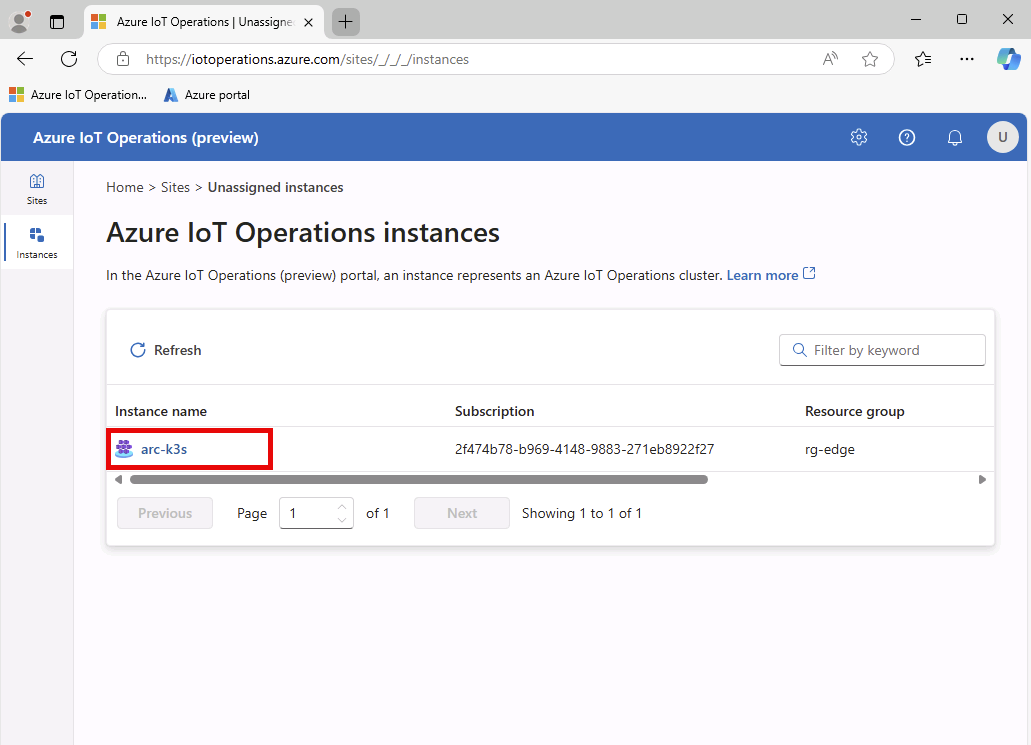 Azure IoT Operations | Unassigne
https://iotoperations.azure.com/sites/_/_/_/instances
Azure IoT Operation... Azure portal
Azure IoT Operations (preview)
U
Sites
Instances
Home > Sites > Unassigned instances
Azure IoT Operations instances
In the Azure IoT Operations (preview) portal, an instance represents an Azure IoT Operations cluster. Learn more
Refresh
Filter by keyword
Instance name Subscription Resource group
arc-k3s 2f474b78-b969-4148-9883-271eb8922f27 rg-edge
Previous Page 1 of 1 Next Showing 1 to 1 of 1